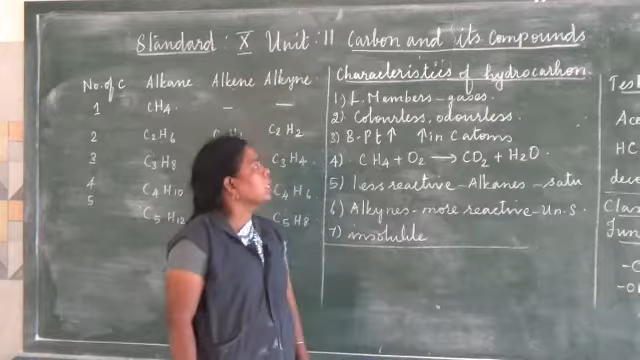 Standard : X Unit : 11 Carbon and its Compounds
No. of C Alkane Alkene Alkyne
1 CH₄ — —
2 C₂H₆ C₂H₂
3 C₃H₈ C₃H₄
4 C₄H₁₀ C₄H₆
5 C₅H₁₂ C₅H₈
Characteristics of hydrocarbon
1) L. Members - gases.
2) Colourless, odourless.
3) B.Pt ↑ ↑ in C atoms
4) CH₄ + O₂ → CO₂ + H₂O.
5) less reactive - Alkanes - satu
6) Alkynes - more reactive - Un.S.
7) insoluble
Test
Ace
HC
Clas
Fun